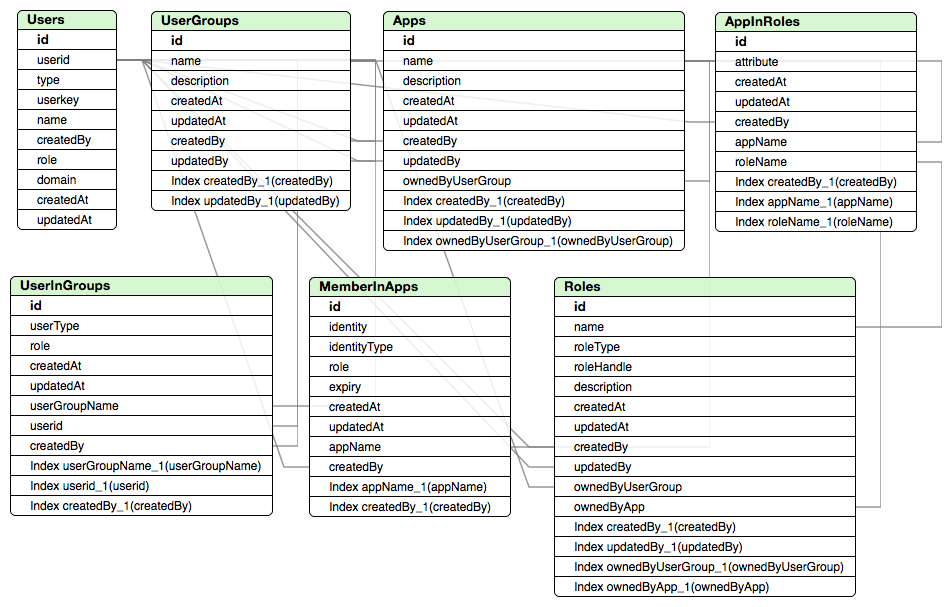 Users
id
userid
type
userkey
name
createdBy
role
domain
createdAt
updatedAt
UserGroups
id
name
description
createdAt
updatedAt
createdBy
updatedBy
Index createdBy_1(createdBy)
Index updatedBy_1(updatedBy)
Apps
id
name
description
createdAt
updatedAt
createdBy
updatedBy
ownedByUserGroup
Index createdBy_1(createdBy)
Index updatedBy_1(updatedBy)
Index ownedByUserGroup_1(ownedByUserGroup)
AppInRoles
id
attribute
createdAt
updatedAt
createdBy
appName
roleName
Index createdBy_1(createdBy)
Index appName_1(appName)
Index roleName_1(roleName)
UserInGroups
id
userType
role
createdAt
updatedAt
userGroupName
userid
createdBy
Index userGroupName_1(userGroupName)
Index userid_1(userid)
Index createdBy_1(createdBy)
MemberInApps
id
identity
identityType
role
expiry
createdAt
updatedAt
appName
createdBy
Index appName_1(appName)
Index createdBy_1(createdBy)
Roles
id
name
roleType
roleHandle
description
createdAt
updatedAt
createdBy
updatedBy
ownedByUserGroup
ownedByApp
Index createdBy_1(createdBy)
Index updatedBy_1(updatedBy)
Index ownedByUserGroup_1(ownedByUserGroup)
Index ownedByApp_1(ownedByApp)